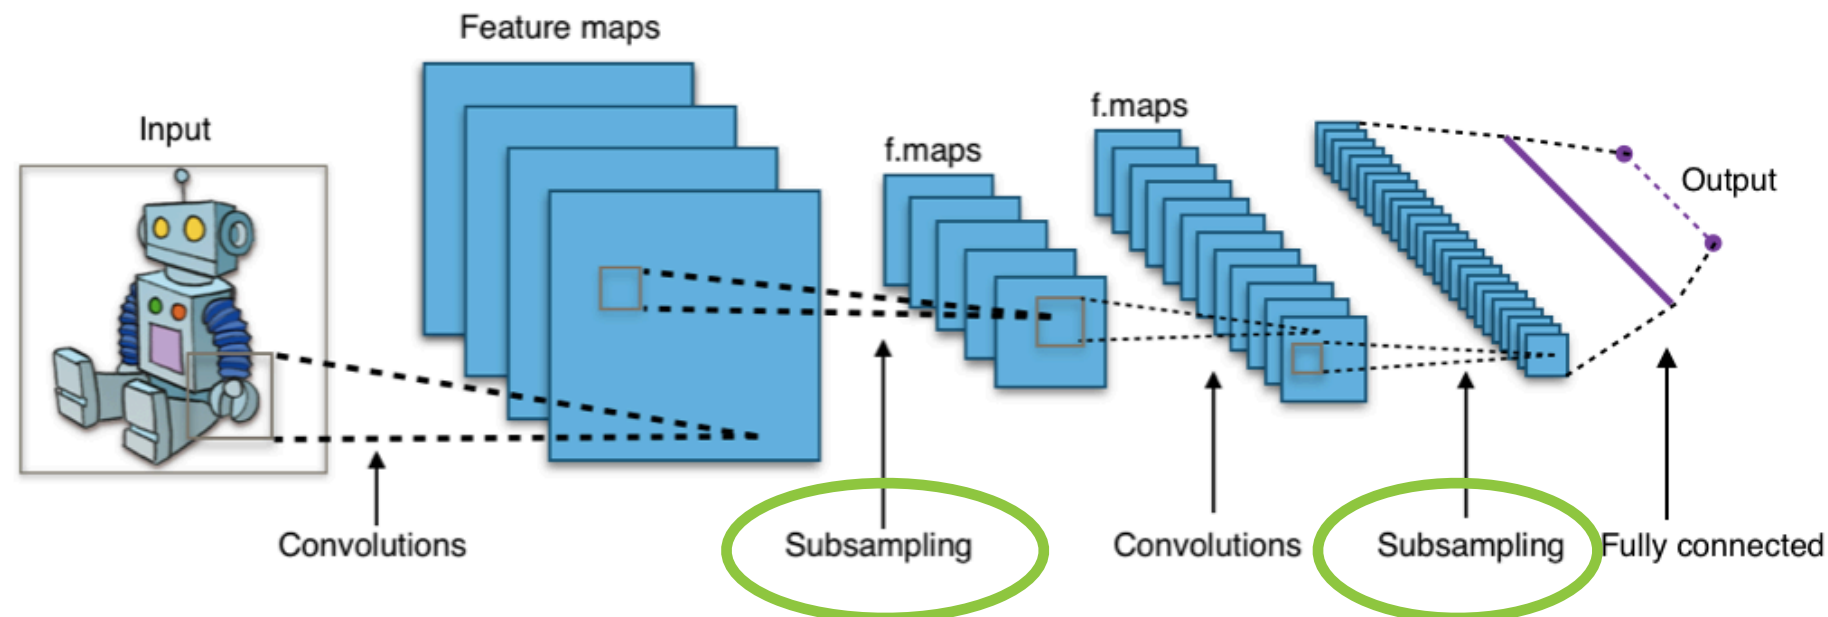 Feature maps
Input
f.maps
f.maps
Output
Convolutions
Subsampling
Convolutions
Subsampling
Fully connected